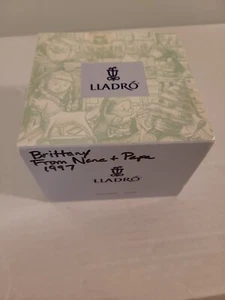 LLADRÓ
Brittany
From Nana + Papa
1997
LLADRÓ